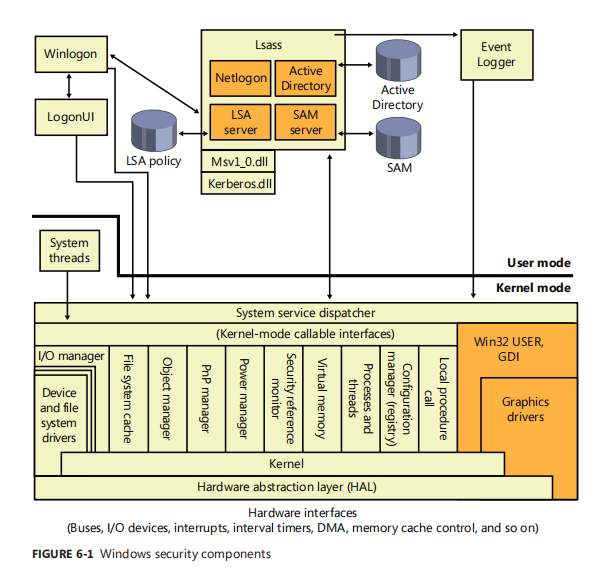 Lsass
Winlogon
Event
Logger
Netlogon
Active
Directory
Active
Directory
LogonUI
LSA
server
SAM
server
LSA policy
SAM
Msv1_0.dll
Kerberos.dll
System
threads
User mode
Kernel mode
System service dispatcher
(Kernel-mode callable interfaces)
Win32 USER,
GDI
I/O manager
Device
and file
system
drivers
File system cache
Object manager
PnP manager
Power manager
Security reference
monitor
Virtual memory
Processes and
threads
Configuration
manager (registry)
Local procedure
call
Graphics
drivers
Kernel
Hardware abstraction layer (HAL)
Hardware interfaces
(Buses, I/O devices, interrupts, interval timers, DMA, memory cache control, and so on)
FIGURE 6-1 Windows security components